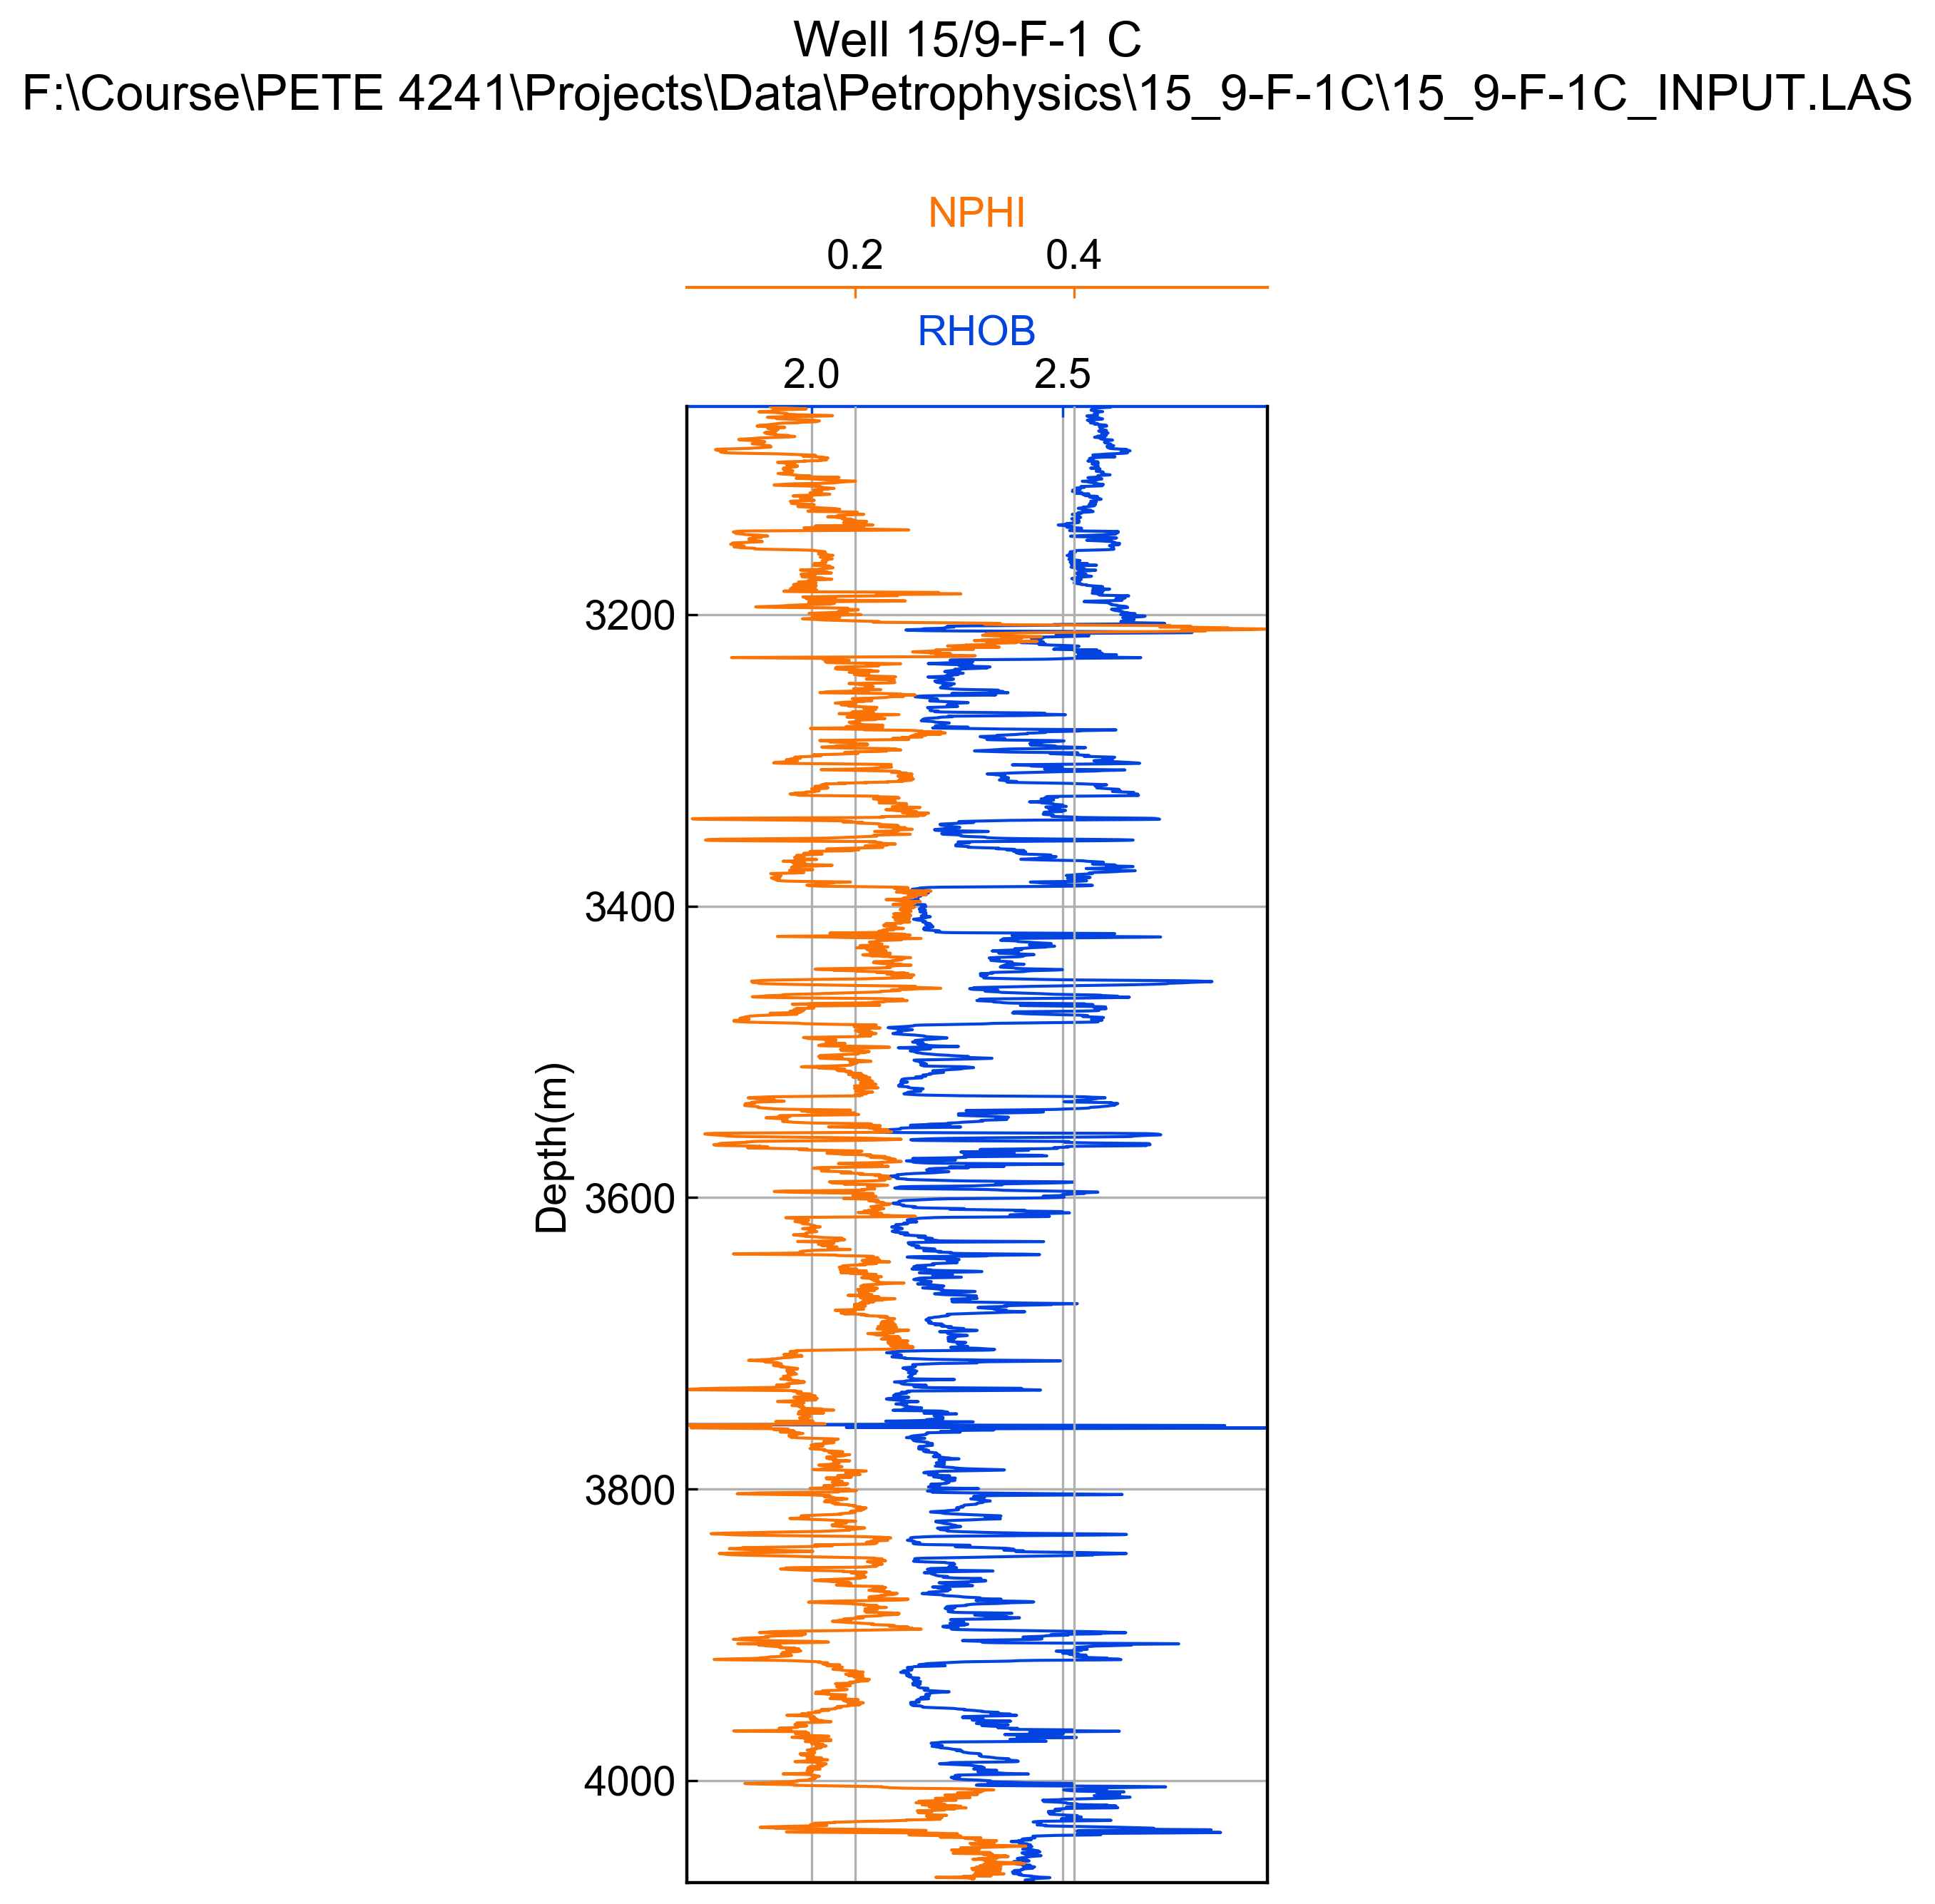 Well 15/9-F-1 C
F:\Course\PETE 4241\Projects\Data\Petrophysics\15_9-F-1C\15_9-F-1C_INPUT.LAS
NPHI
0.2 0.4
RHOB
2.0 2.5
3200
3400
Depth(m)
3600
3800
4000